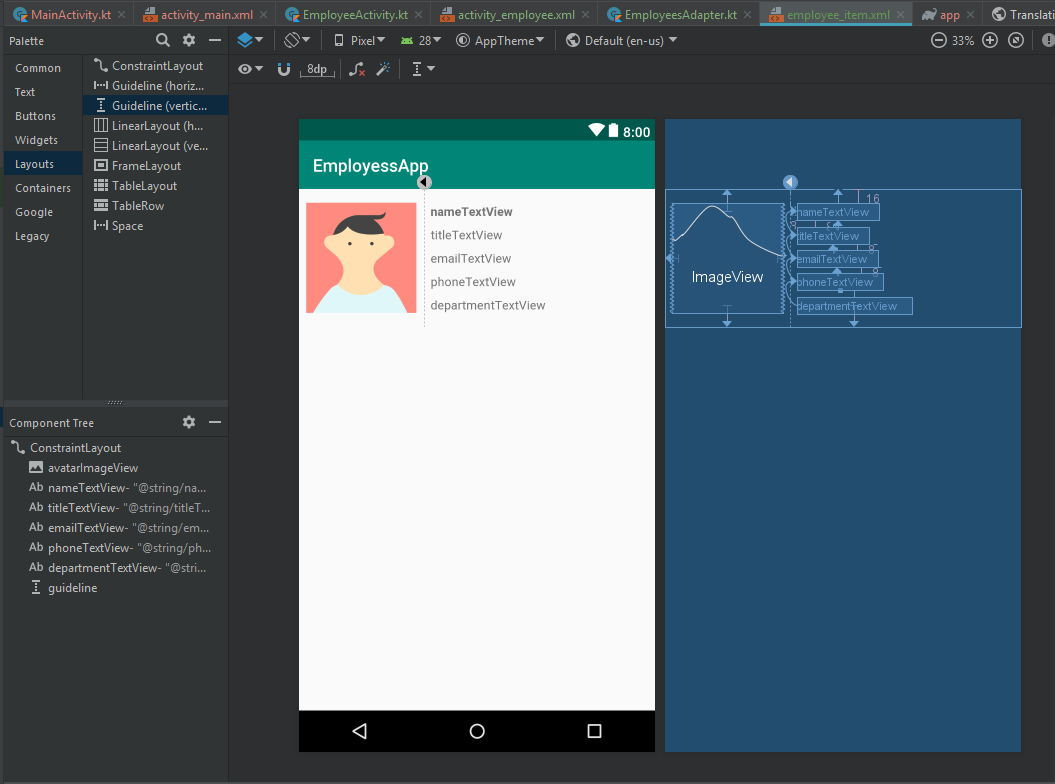 MainActivity.kt activity_main.xml EmployeeActivity.kt activity_employee.xml EmployeesAdapter.kt employee_item.xml app Translati
Palette
Pixel 28 AppTheme Default (en-us) 33%
8dp
Common
Text
Buttons
Widgets
Layouts
Containers
Google
Legacy
ConstraintLayout
Guideline (horiz...
Guideline (vertic...
LinearLayout (h...
LinearLayout (ve...
FrameLayout
TableLayout
TableRow
Space
8:00
EmployessApp
nameTextView
titleTextView
emailTextView
phoneTextView
departmentTextView
16
nameTextView
titleTextView
8
emailTextView
8
phoneTextView
departmentTextView
ImageView
Component Tree
ConstraintLayout
avatarImageView
Ab nameTextView- "@string/na...
Ab titleTextView- "@string/titleT...
Ab emailTextView- "@string/em...
Ab phoneTextView- "@string/ph...
Ab departmentTextView- "@stri...
guideline